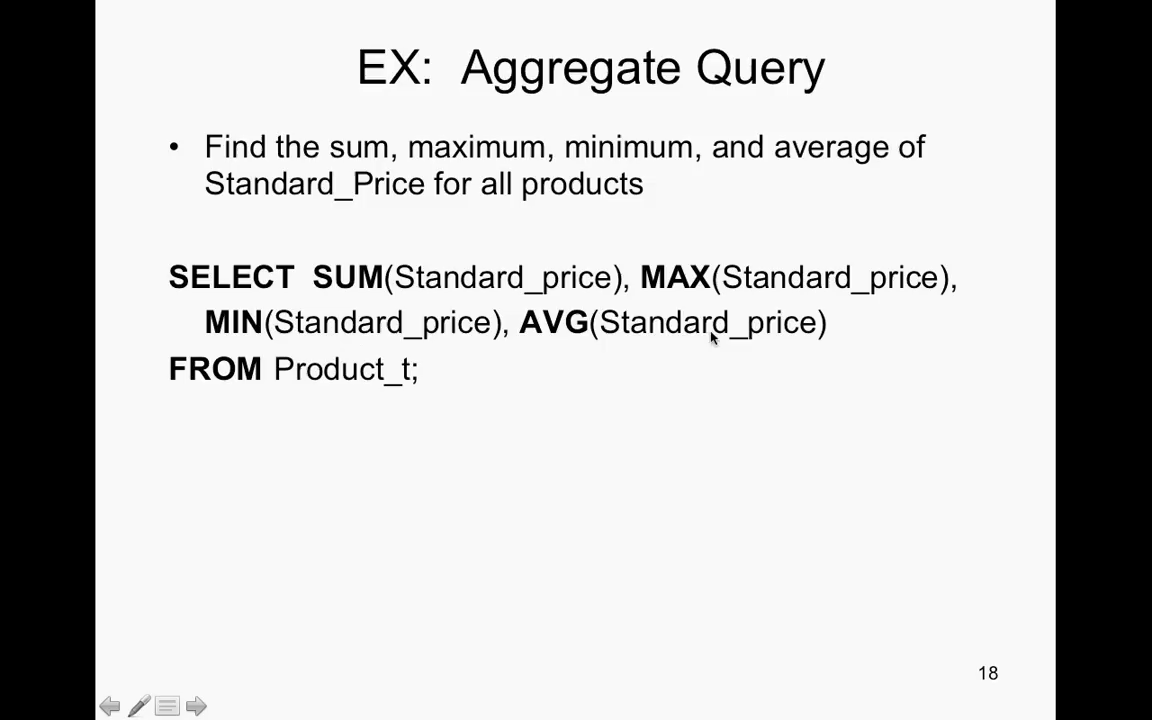 EX: Aggregate Query
• Find the sum, maximum, minimum, and average of
Standard_Price for all products
SELECT SUM(Standard_price), MAX(Standard_price),
MIN(Standard_price), AVG(Standard_price)
FROM Product_t;
18